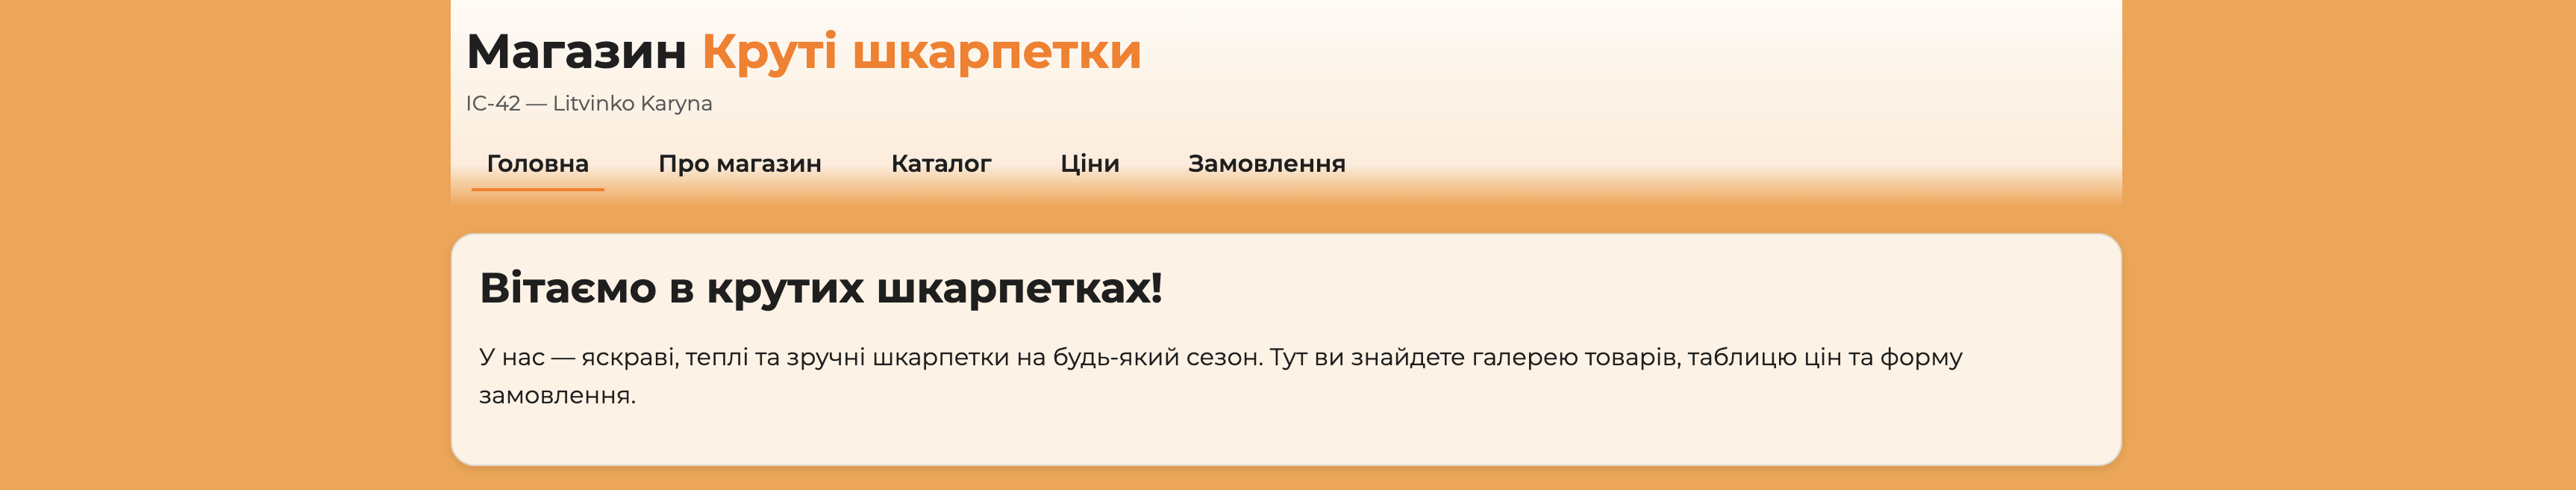 Магазин Круті шкарпетки
ІС-42 — Litvinko Karyna
Головна Про магазин Каталог Ціни Замовлення
Вітаємо в крутих шкарпетках!
У нас — яскраві, теплі та зручні шкарпетки на будь-який сезон. Тут ви знайдете галерею товарів, таблицю цін та форму
замовлення.